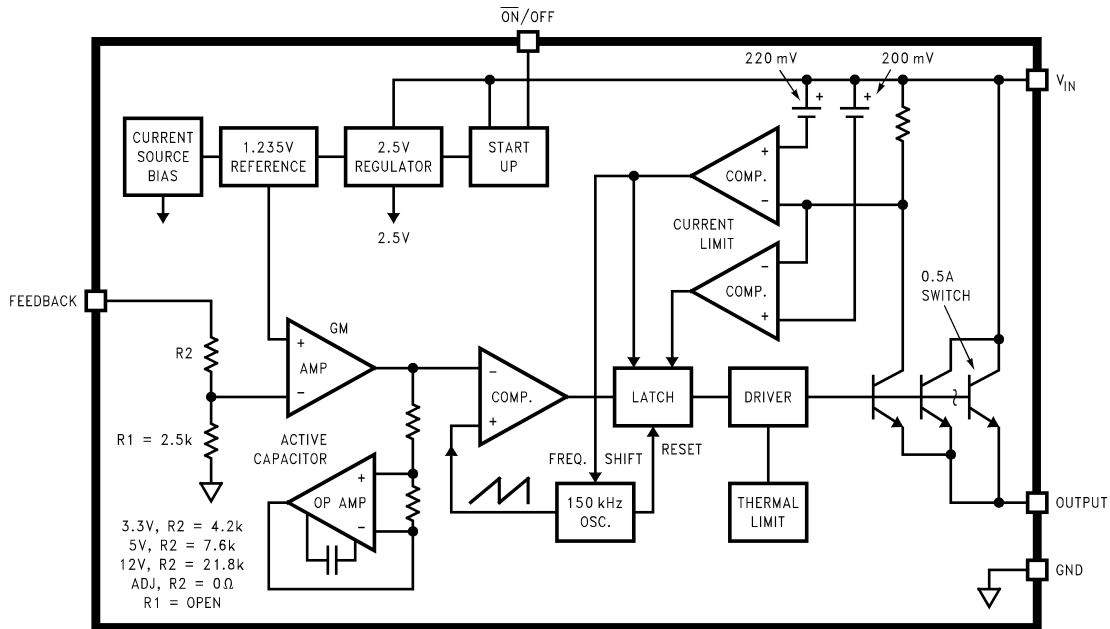 ON/OFF
220 mV
200 mV
+
+
VIN
CURRENT
SOURCE
BIAS
1.235V
REFERENCE
2.5V
REGULATOR
START
UP
2.5V
+
COMP.
−
CURRENT
LIMIT
−
COMP.
+
0.5A
SWITCH
FEEDBACK
R2
R1 = 2.5k
GM
+
AMP
−
−
COMP.
+
LATCH
DRIVER
ACTIVE
CAPACITOR
+
OP AMP
−
FREQ. SHIFT
RESET
150 kHz
OSC.
THERMAL
LIMIT
OUTPUT
GND
3.3V, R2 = 4.2k
5V, R2 = 7.6k
12V, R2 = 21.8k
ADJ, R2 = 0Ω
R1 = OPEN